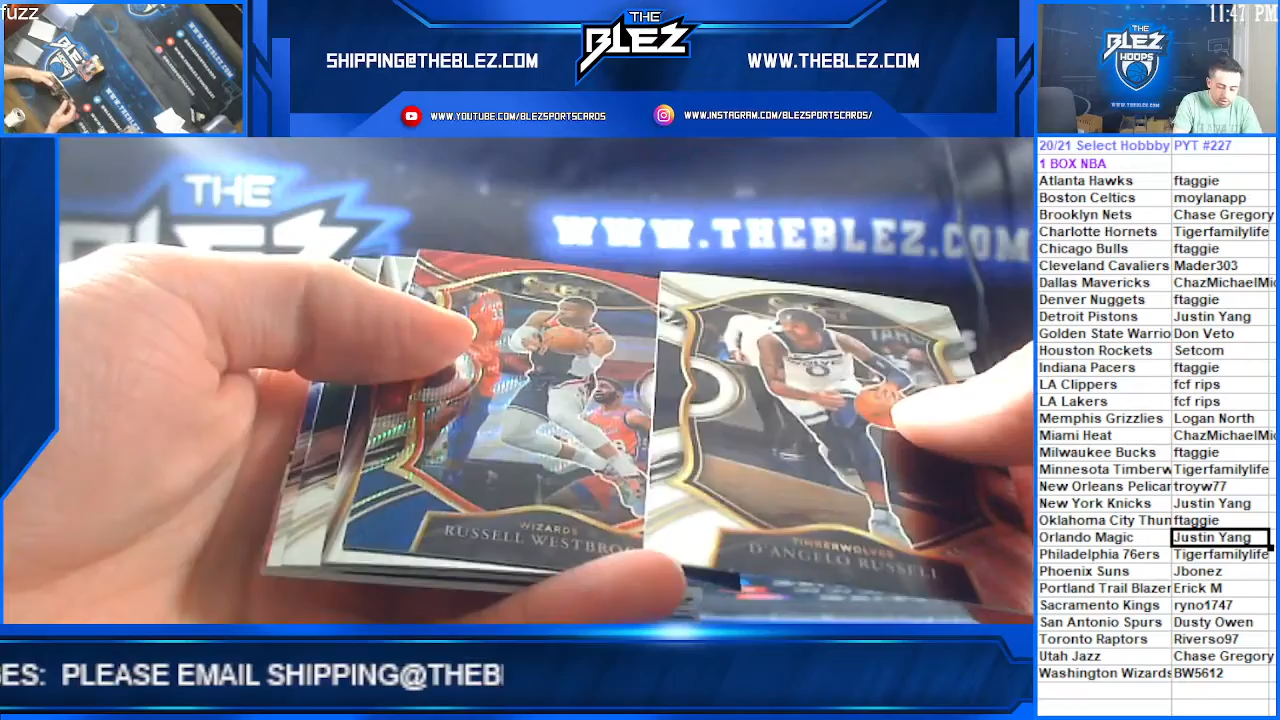 fuzz
SHIPPING@THEBLEZ.COM
THE
BLEZ
WWW.THEBLEZ.COM
WWW.YOUTUBE.COM/BLEZSPORTSCARDS
WWW.INSTAGRAM.COM/BLEZSPORTSCARDS/
11:47 PM
THE
BLEZ
HOOPS
WWW.THEBLEZ.COM
THE
WWW.THEBLEZ.COM
SELECT
WIZARDS
RUSSELL WESTBRO
SELECT
TIMBERWOLVES
D'ANGELO RUSSELL
20/21 Select Hobbby PYT #227
1 BOX NBA
Atlanta Hawks ftaggie
Boston Celtics moylanapp
Brooklyn Nets Chase Gregory
Charlotte Hornets Tigerfamilylife
Chicago Bulls ftaggie
Cleveland Cavaliers Mader303
Dallas Mavericks ChazMichaelMic
Denver Nuggets ftaggie
Detroit Pistons Justin Yang
Golden State Warrio Don Veto
Houston Rockets Setcom
Indiana Pacers ftaggie
LA Clippers fcf rips
LA Lakers fcf rips
Memphis Grizzlies Logan North
Miami Heat ChazMichaelMic
Milwaukee Bucks ftaggie
Minnesota Timberw Tigerfamilylife
New Orleans Pelicar troyw77
New York Knicks Justin Yang
Oklahoma City Thun ftaggie
Orlando Magic Justin Yang
Philadelphia 76ers Tigerfamilylife
Phoenix Suns Jbonez
Portland Trail Blazer Erick M
Sacramento Kings ryno1747
San Antonio Spurs Dusty Owen
Toronto Raptors Riverso97
Utah Jazz Chase Gregory
Washington Wizards BW5612
ES: PLEASE EMAIL SHIPPING@THEB